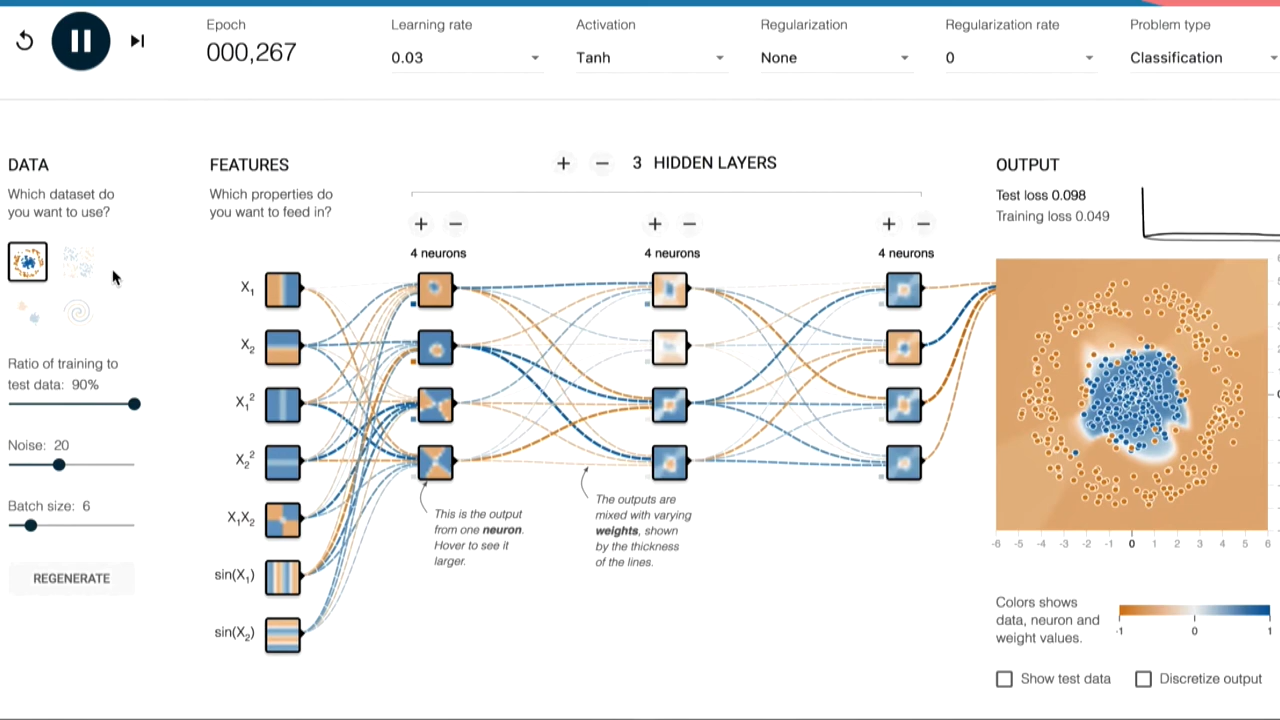 Epoch
000,267
Learning rate
0.03
Activation
Tanh
Regularization
None
Regularization rate
0
Problem type
Classification
DATA
Which dataset do
you want to use?
Ratio of training to
test data: 90%
Noise: 20
Batch size: 6
REGENERATE
FEATURES
Which properties do
you want to feed in?
X₁
X₂
X₁²
X₂²
X₁X₂
sin(X₁)
sin(X₂)
+ − 3 HIDDEN LAYERS
+ −
4 neurons
+ −
4 neurons
+ −
4 neurons
This is the output
from one neuron.
Hover to see it
larger.
The outputs are
mixed with varying
weights, shown
by the thickness
of the lines.
OUTPUT
Test loss 0.098
Training loss 0.049
-6 -5 -4 -3 -2 -1 0 1 2 3 4 5 6
Colors shows
data, neuron and
weight values.
-1 0 1
Show test data
Discretize output